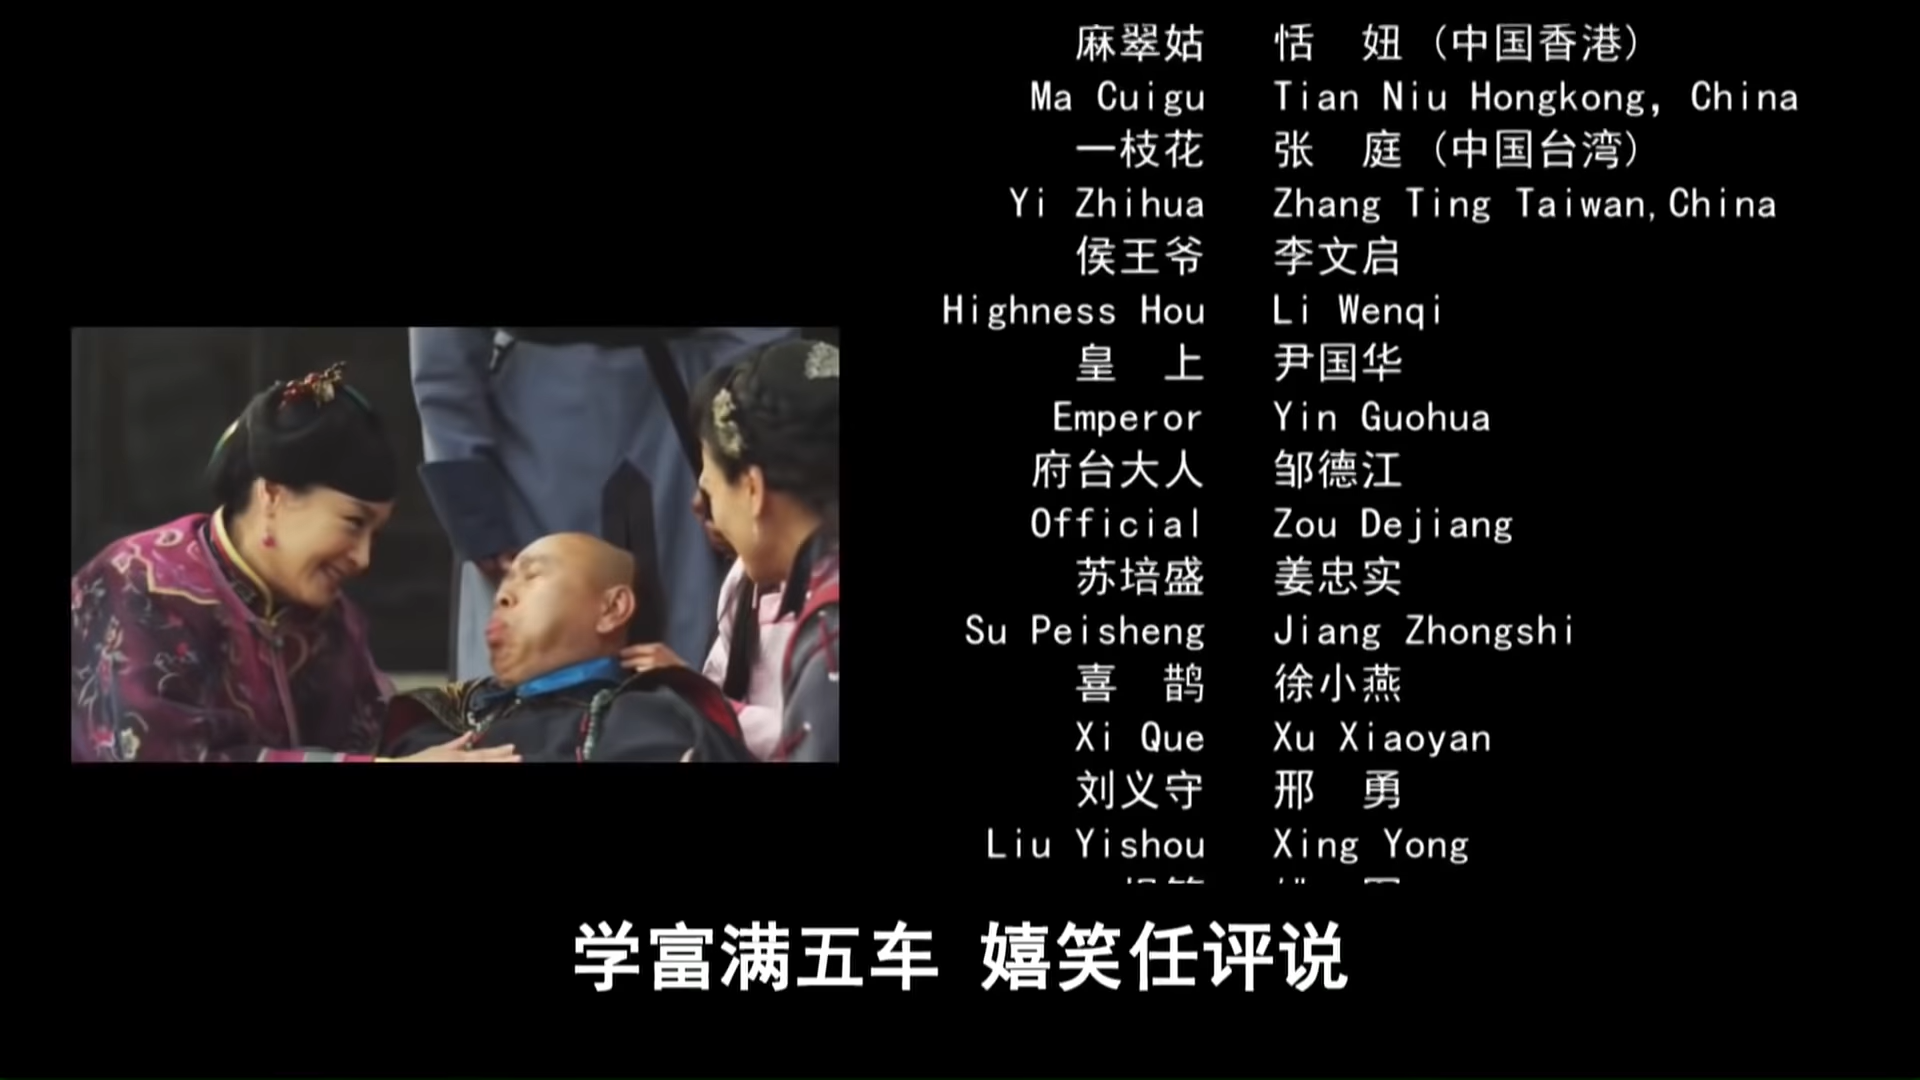 麻翠姑 恬 妞 (中国香港)
Ma Cuigu Tian Niu Hongkong, China
一枝花 张 庭 (中国台湾)
Yi Zhihua Zhang Ting Taiwan,China
侯王爷 李文启
Highness Hou Li Wenqi
皇 上 尹国华
Emperor Yin Guohua
府台大人 邹德江
Official Zou Dejiang
苏培盛 姜忠实
Su Peisheng Jiang Zhongshi
喜 鹊 徐小燕
Xi Que Xu Xiaoyan
刘义守 邢 勇
Liu Yishou Xing Yong
学富满五车 嬉笑任评说